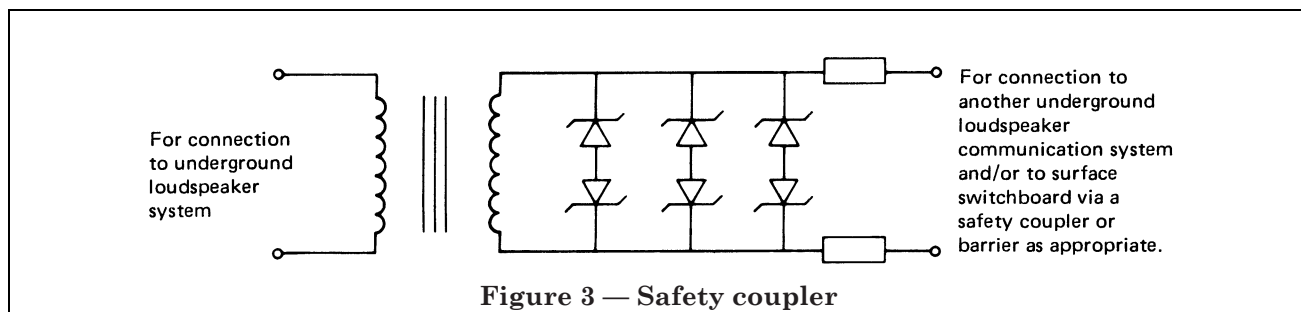 For connection
to underground
loudspeaker
system
For connection to
another underground
loudspeaker
communication system
and/or to surface
switchboard via a
safety coupler or
barrier as appropriate.
Figure 3 — Safety coupler